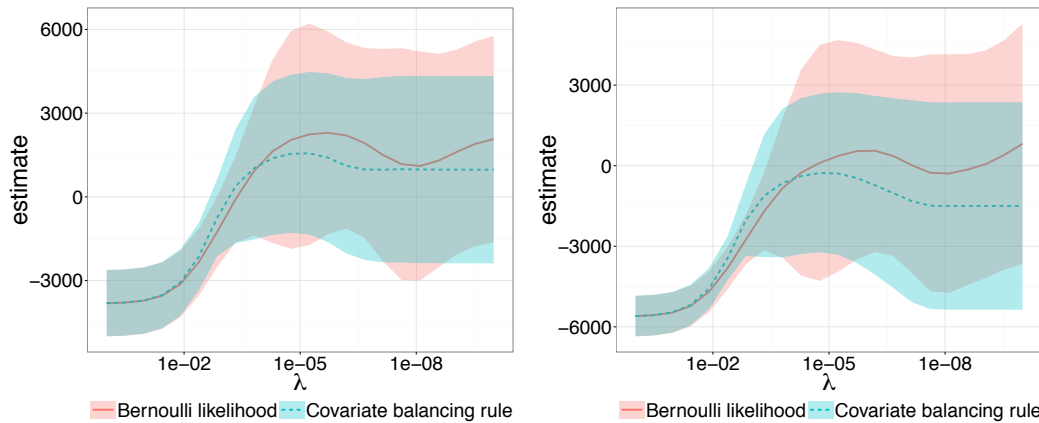 6000
3000
0
−3000
estimate
1e−02 1e−05 1e−08
λ
Bernoulli likelihood Covariate balancing rule
3000
0
−3000
−6000
estimate
1e−02 1e−05 1e−08
λ
Bernoulli likelihood Covariate balancing rule